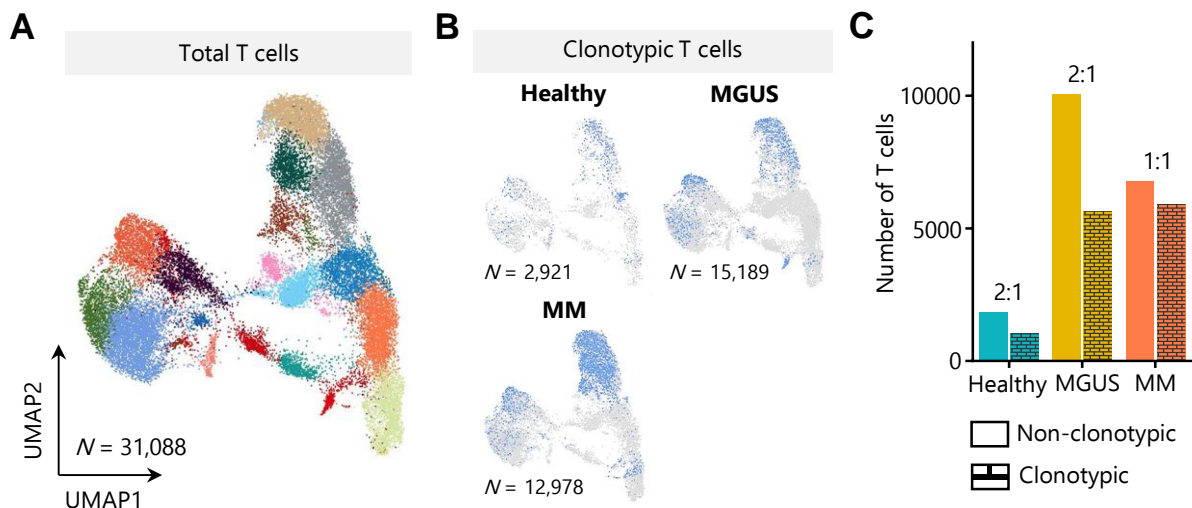 A
Total T cells
UMAP2
N = 31,088
UMAP1
B
Clonotypic T cells
Healthy
MGUS
N = 2,921
N = 15,189
MM
N = 12,978
C
Number of T cells
10000
5000
0
2:1
2:1
1:1
Healthy
MGUS
MM
Non-clonotypic
Clonotypic